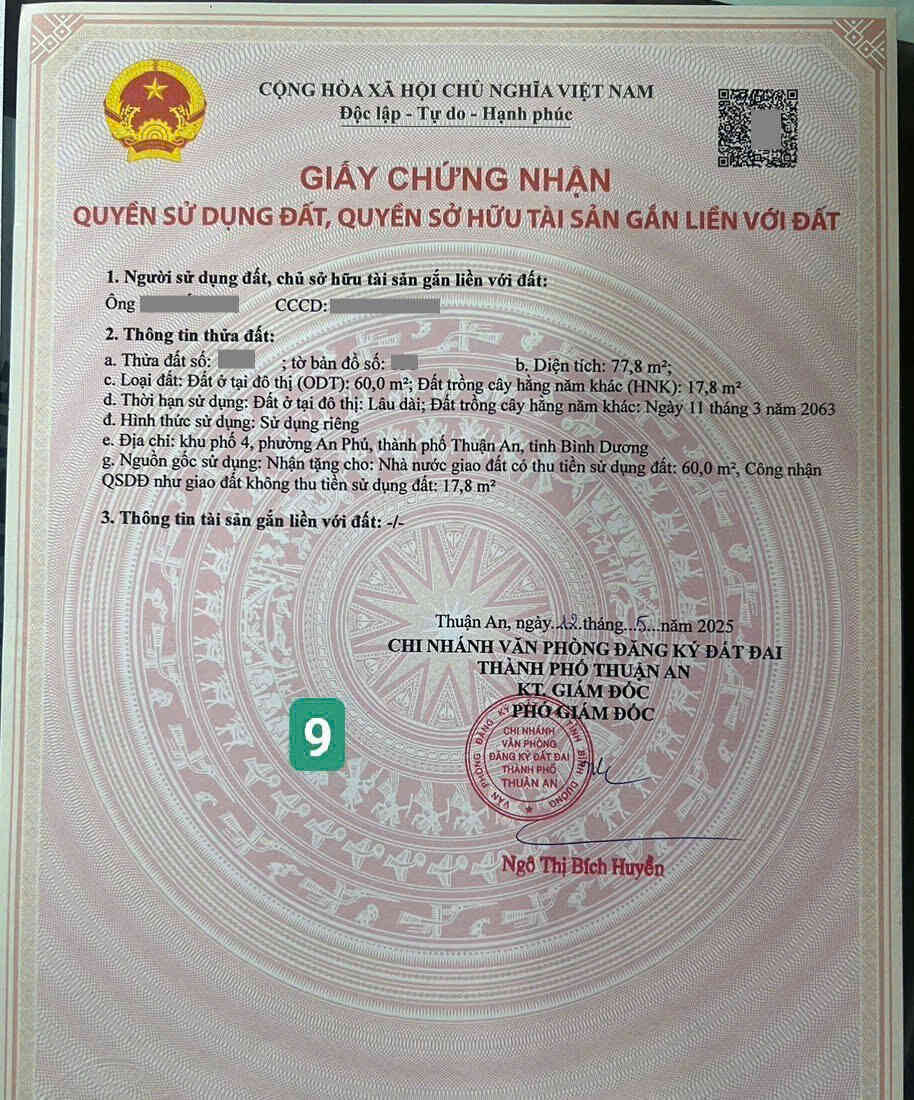 CỘNG HÒA XÃ HỘI CHỦ NGHĨA VIỆT NAM
Độc lập - Tự do - Hạnh phúc
GIẤY CHỨNG NHẬN
QUYỀN SỬ DỤNG ĐẤT, QUYỀN SỞ HỮU TÀI SẢN GẮN LIỀN VỚI ĐẤT
1. Người sử dụng đất, chủ sở hữu tài sản gắn liền với đất:
Ông CCCD:
2. Thông tin thửa đất:
a. Thửa đất số: ; tờ bản đồ số: b. Diện tích: 77,8 m²;
c. Loại đất: Đất ở tại đô thị (ODT): 60,0 m²; Đất trồng cây hằng năm khác (HNK): 17,8 m²
d. Thời hạn sử dụng: Đất ở tại đô thị: Lâu dài; Đất trồng cây hằng năm khác: Ngày 11 tháng 3 năm 2063
đ. Hình thức sử dụng: Sử dụng riêng
e. Địa chỉ: khu phố 4, phường An Phú, thành phố Thuận An, tỉnh Bình Dương
g. Nguồn gốc sử dụng: Nhận tặng cho: Nhà nước giao đất có thu tiền sử dụng đất: 60,0 m², Công nhận
QSDĐ như giao đất không thu tiền sử dụng đất: 17,8 m²
3. Thông tin tài sản gắn liền với đất: -/-
Thuận An, ngày..12.tháng...5...năm 2025
CHI NHÁNH VĂN PHÒNG ĐĂNG KÝ ĐẤT ĐAI
THÀNH PHỐ THUẬN AN
KT. GIÁM ĐỐC
PHÓ GIÁM ĐỐC
VĂN PHÒNG ĐĂNG KÝ TỈNH BÌNH DƯƠNG
CHI NHÁNH
VĂN PHÒNG
ĐĂNG KÝ ĐẤT ĐAI
THÀNH PHỐ
THUẬN AN
9
Ngô Thị Bích Huyền